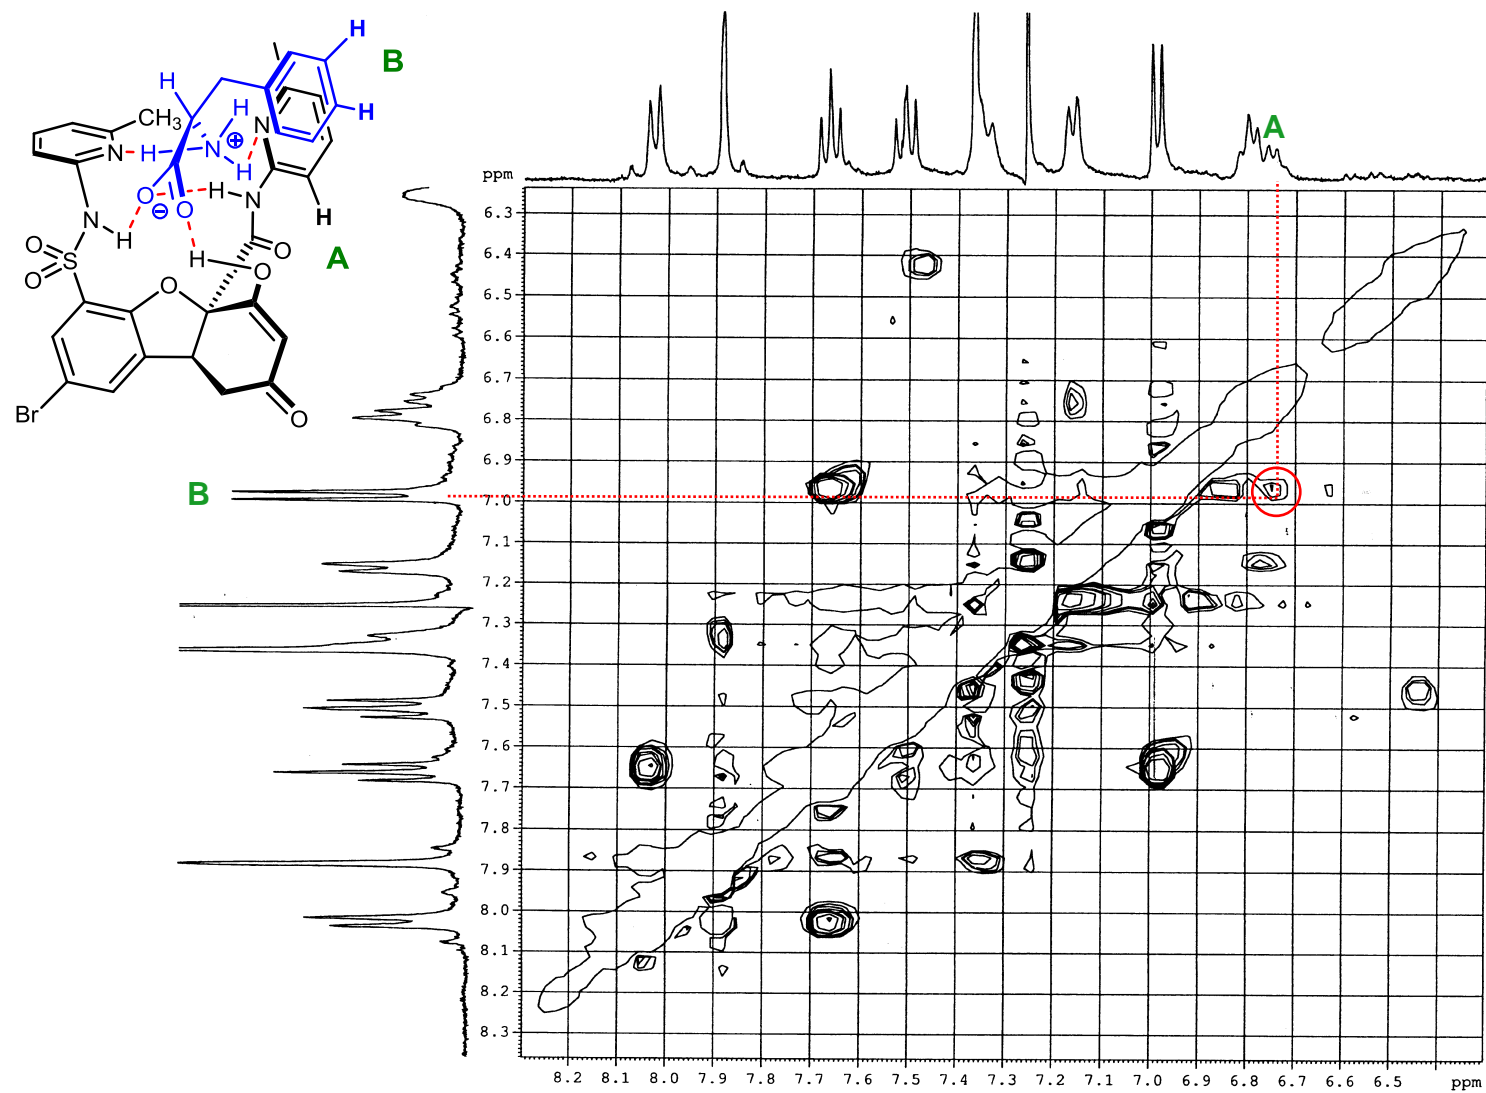 H
B
H
H
H
CH3
N
H
N
⊕
N
H
H
O
⊖
O
H
N
H
A
N
H
O
S
O
H
O
O
O
Br
O
A
ppm
6.3
6.4
6.5
6.6
6.7
6.8
6.9
B
7.0
7.1
7.2
7.3
7.4
7.5
7.6
7.7
7.8
7.9
8.0
8.1
8.2
8.3
8.2 8.1 8.0 7.9 7.8 7.7 7.6 7.5 7.4 7.3 7.2 7.1 7.0 6.9 6.8 6.7 6.6 6.5 ppm